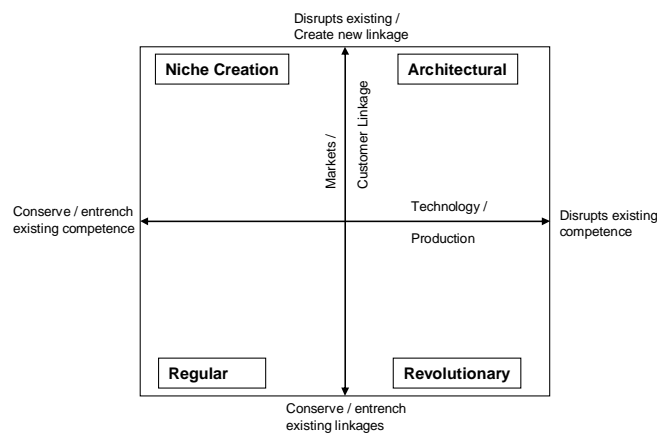 Disrupts existing /
Create new linkage
Niche Creation
Architectural
Markets /
Customer Linkage
Technology /
Production
Conserve / entrench
existing competence
Disrupts existing
competence
Regular
Revolutionary
Conserve / entrench
existing linkages